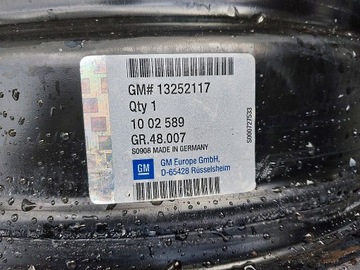 GM# 13252117
Qty 1
10 02 589
GR.48.007
S0908 MADE IN GERMANY
GM
GM Europe GmbH,
D-65428 Rüsselsheim
S000727533